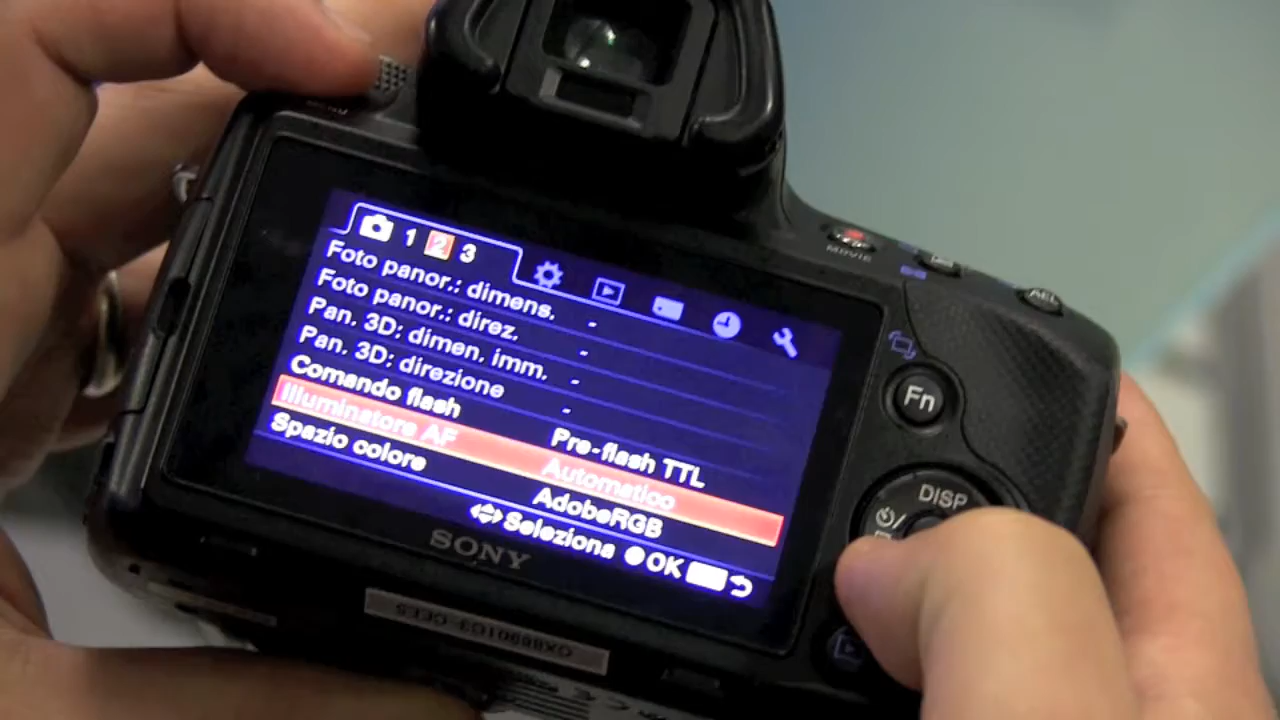 MOVIE
AEL
1 2 3
Foto panor.: dimens. -
Foto panor.: direz. -
Pan. 3D: dimen. imm. -
Pan. 3D: direzione -
Comando flash Pre-flash TTL
Illuminatore AF Automatico
Spazio colore AdobeRGB
Seleziona OK
Fn
DISP
SONY